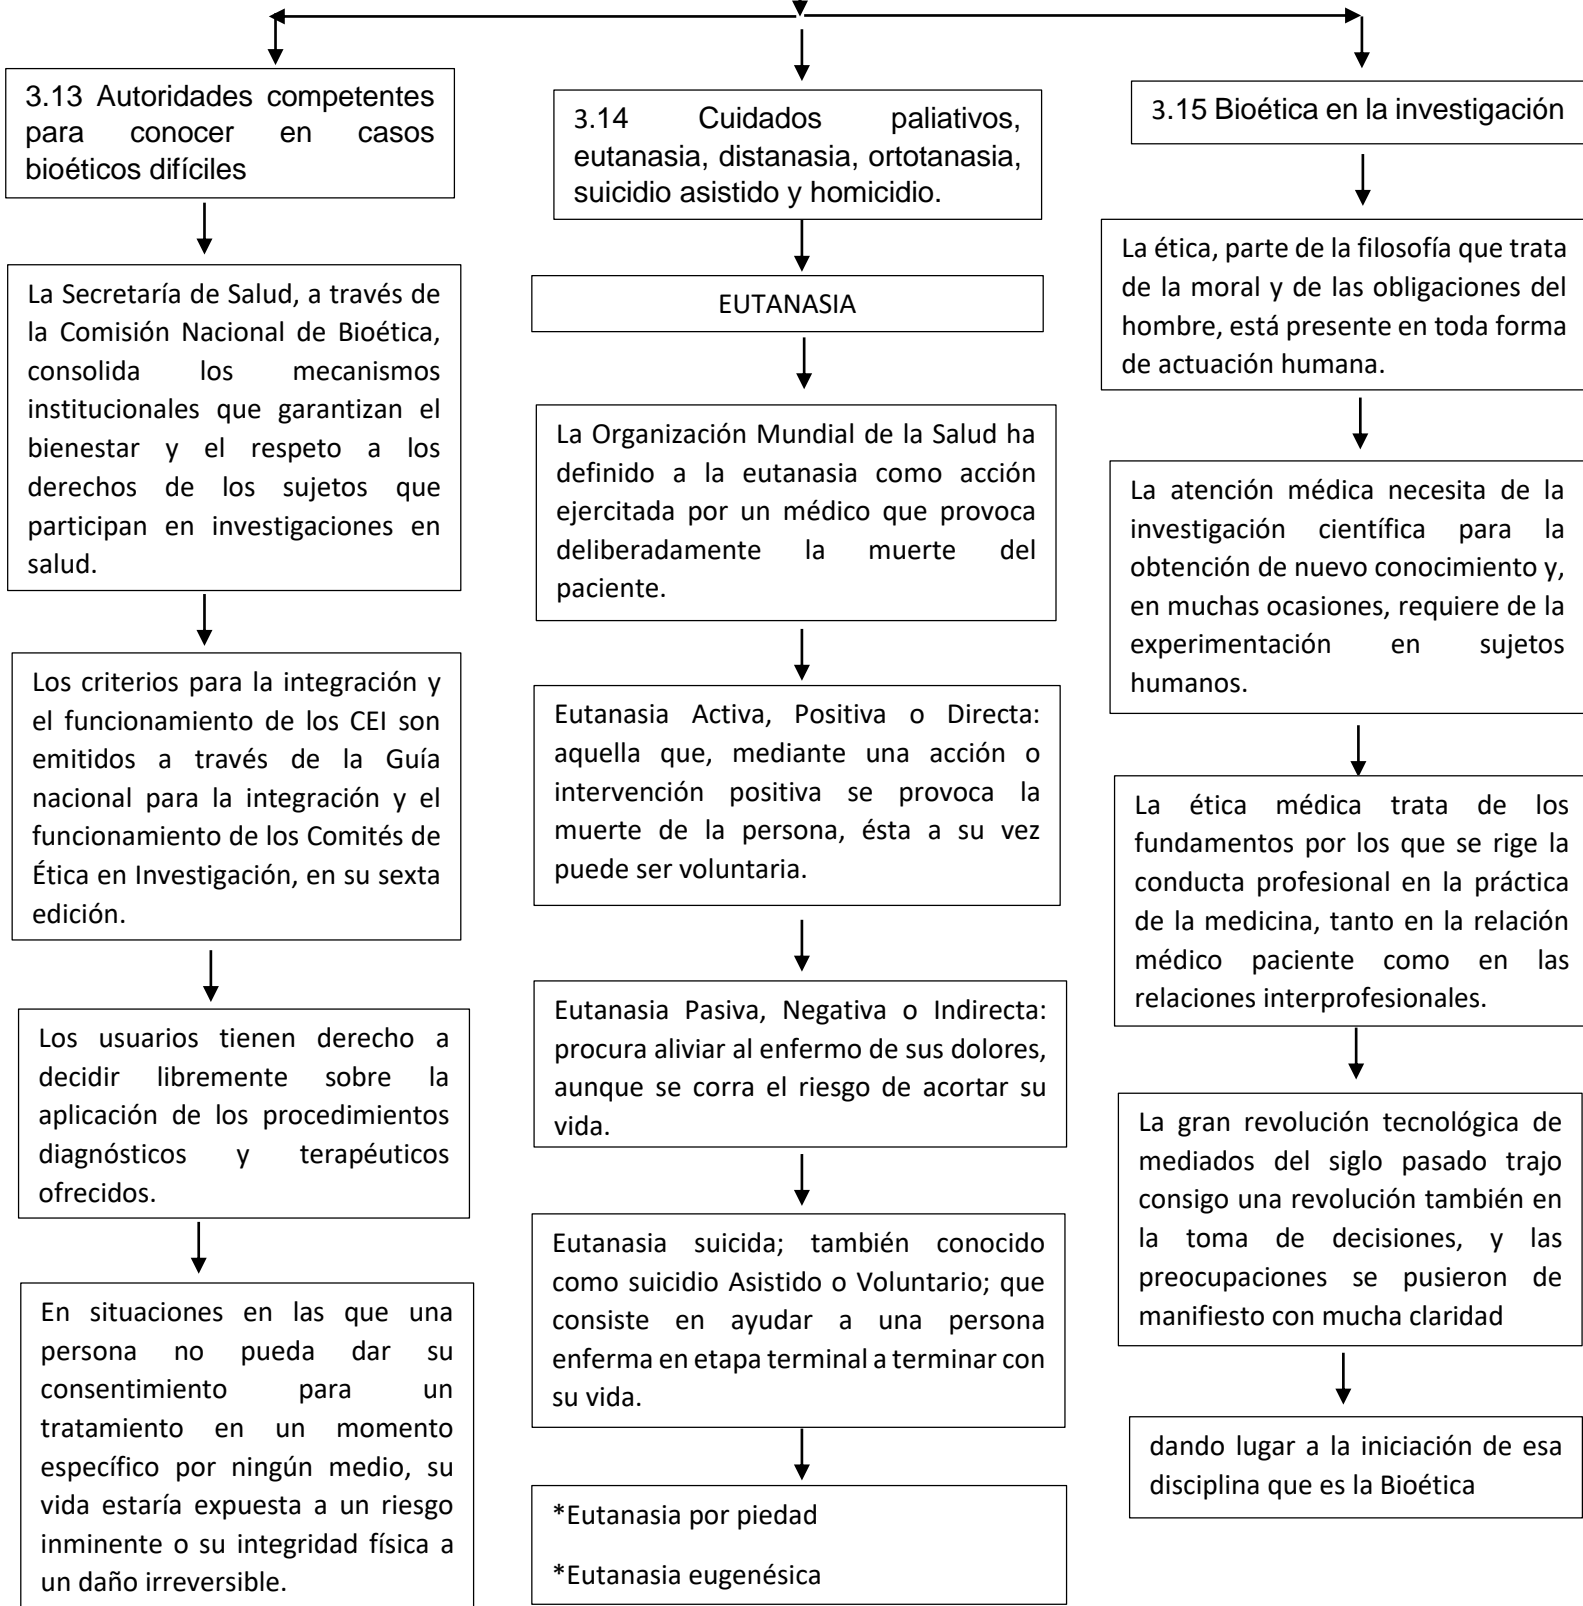 3.13 Autoridades competentes
para conocer en casos
bioéticos difíciles
La Secretaría de Salud, a través de
la Comisión Nacional de Bioética,
consolida los mecanismos
institucionales que garantizan el
bienestar y el respeto a los
derechos de los sujetos que
participan en investigaciones en
salud.
Los criterios para la integración y
el funcionamiento de los CEI son
emitidos a través de la Guía
nacional para la integración y el
funcionamiento de los Comités de
Ética en Investigación, en su sexta
edición.
Los usuarios tienen derecho a
decidir libremente sobre la
aplicación de los procedimientos
diagnósticos y terapéuticos
ofrecidos.
En situaciones en las que una
persona no pueda dar su
consentimiento para un
tratamiento en un momento
específico por ningún medio, su
vida estaría expuesta a un riesgo
inminente o su integridad física a
un daño irreversible.
3.14 Cuidados paliativos,
eutanasia, distanasia, ortotanasia,
suicidio asistido y homicidio.
EUTANASIA
La Organización Mundial de la Salud ha
definido a la eutanasia como acción
ejercitada por un médico que provoca
deliberadamente la muerte del
paciente.
Eutanasia Activa, Positiva o Directa:
aquella que, mediante una acción o
intervención positiva se provoca la
muerte de la persona, ésta a su vez
puede ser voluntaria.
Eutanasia Pasiva, Negativa o Indirecta:
procura aliviar al enfermo de sus dolores,
aunque se corra el riesgo de acortar su
vida.
Eutanasia suicida; también conocido
como suicidio Asistido o Voluntario; que
consiste en ayudar a una persona
enferma en etapa terminal a terminar con
su vida.
*Eutanasia por piedad
*Eutanasia eugenésica
3.15 Bioética en la investigación
La ética, parte de la filosofía que trata
de la moral y de las obligaciones del
hombre, está presente en toda forma
de actuación humana.
La atención médica necesita de la
investigación científica para la
obtención de nuevo conocimiento y,
en muchas ocasiones, requiere de la
experimentación en sujetos
humanos.
La ética médica trata de los
fundamentos por los que se rige la
conducta profesional en la práctica
de la medicina, tanto en la relación
médico paciente como en las
relaciones interprofesionales.
La gran revolución tecnológica de
mediados del siglo pasado trajo
consigo una revolución también en
la toma de decisiones, y las
preocupaciones se pusieron de
manifiesto con mucha claridad
dando lugar a la iniciación de esa
disciplina que es la Bioética